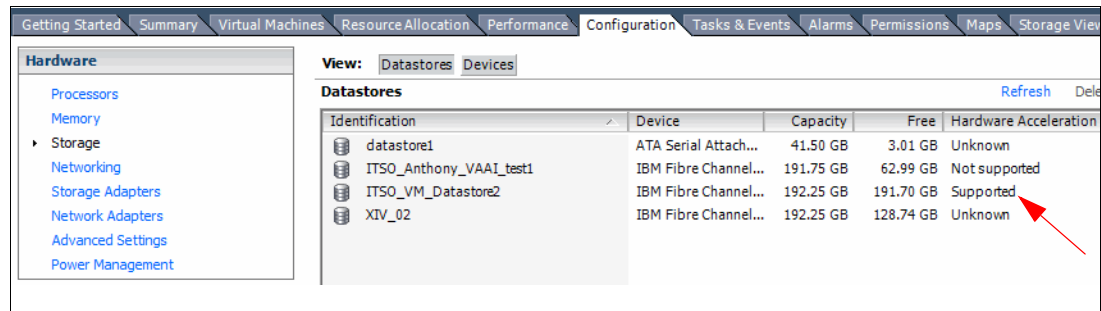 Getting Started Summary Virtual Machines Resource Allocation Performance Configuration Tasks & Events Alarms Permissions Maps Storage View
Hardware
Processors
Memory
Storage
Networking
Storage Adapters
Network Adapters
Advanced Settings
Power Management
View: Datastores Devices
Datastores Refresh Dele
Identification Device Capacity Free Hardware Acceleration
datastore1 ATA Serial Attach... 41.50 GB 3.01 GB Unknown
ITSO_Anthony_VAAI_test1 IBM Fibre Channel... 191.75 GB 62.99 GB Not supported
ITSO_VM_Datastore2 IBM Fibre Channel... 192.25 GB 191.70 GB Supported
XIV_02 IBM Fibre Channel... 192.25 GB 128.74 GB Unknown